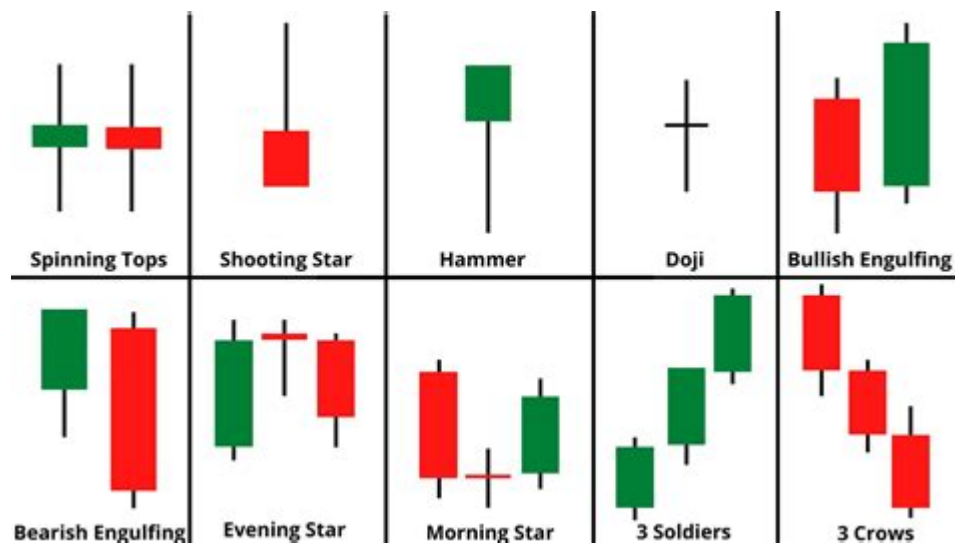 Spinning Tops
Shooting Star
Hammer
Doji
Bullish Engulfing
Bearish Engulfing
Evening Star
Morning Star
3 Soldiers
3 Crows